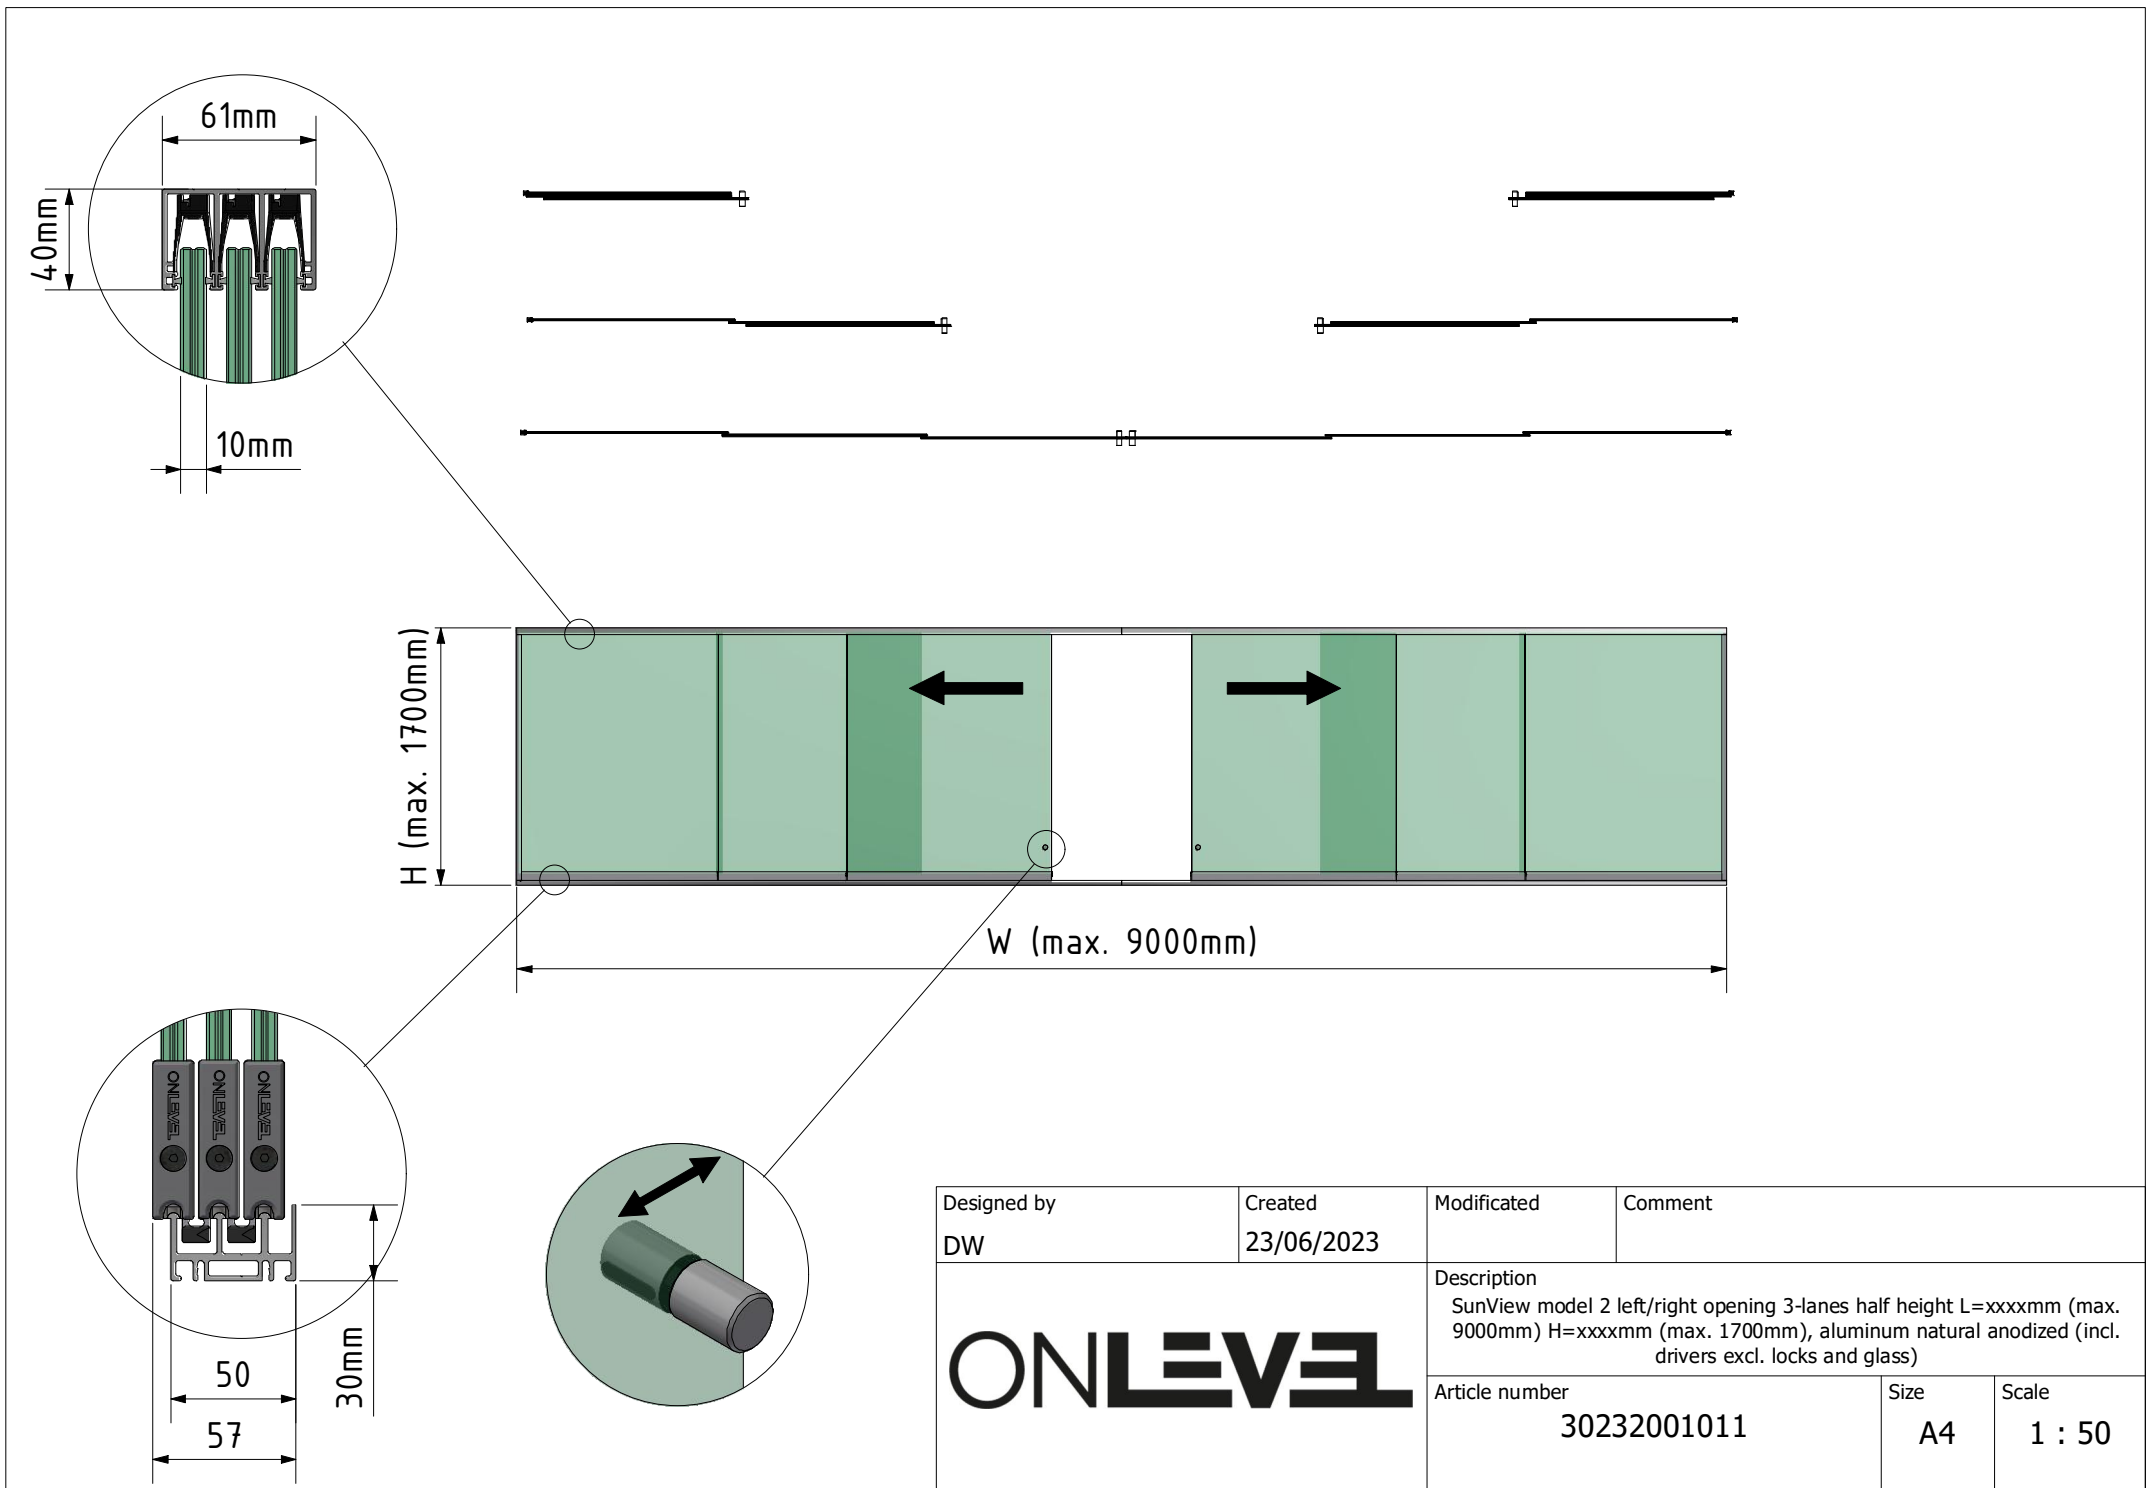 61mm
40mm
10mm
H (max. 1700mm)
W (max. 9000mm)
ONLEVEL
ONLEVEL
ONLEVEL
30mm
50
57
Designed by
DW
Created
23/06/2023
Modificated
Comment
ONLEVEL
Description
SunView model 2 left/right opening 3-lanes half height L=xxxxmm (max.
9000mm) H=xxxxmm (max. 1700mm), aluminum natural anodized (incl.
drivers excl. locks and glass)
Article number
30232001011
Size
A4
Scale
1 : 50